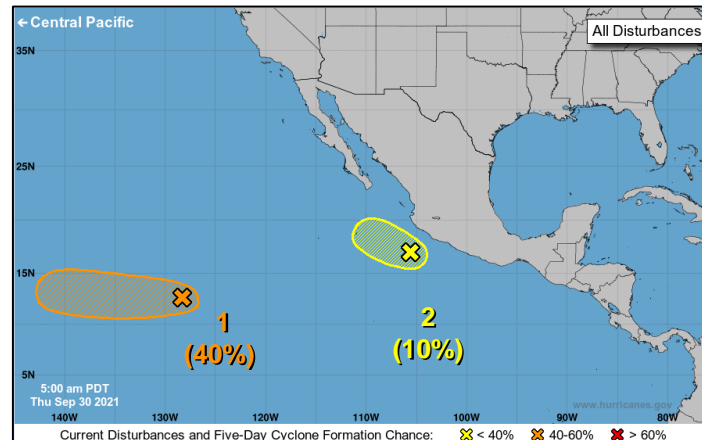 ←Central Pacific
All Disturbances
35N
25N
15N
5N
1
(40%)
2
(10%)
5:00 am PDT
Thu Sep 30 2021
www.hurricanes.gov
140W 130W 120W 110W 100W 90W 80W
Current Disturbances and Five-Day Cyclone Formation Chance: < 40% 40-60% > 60%